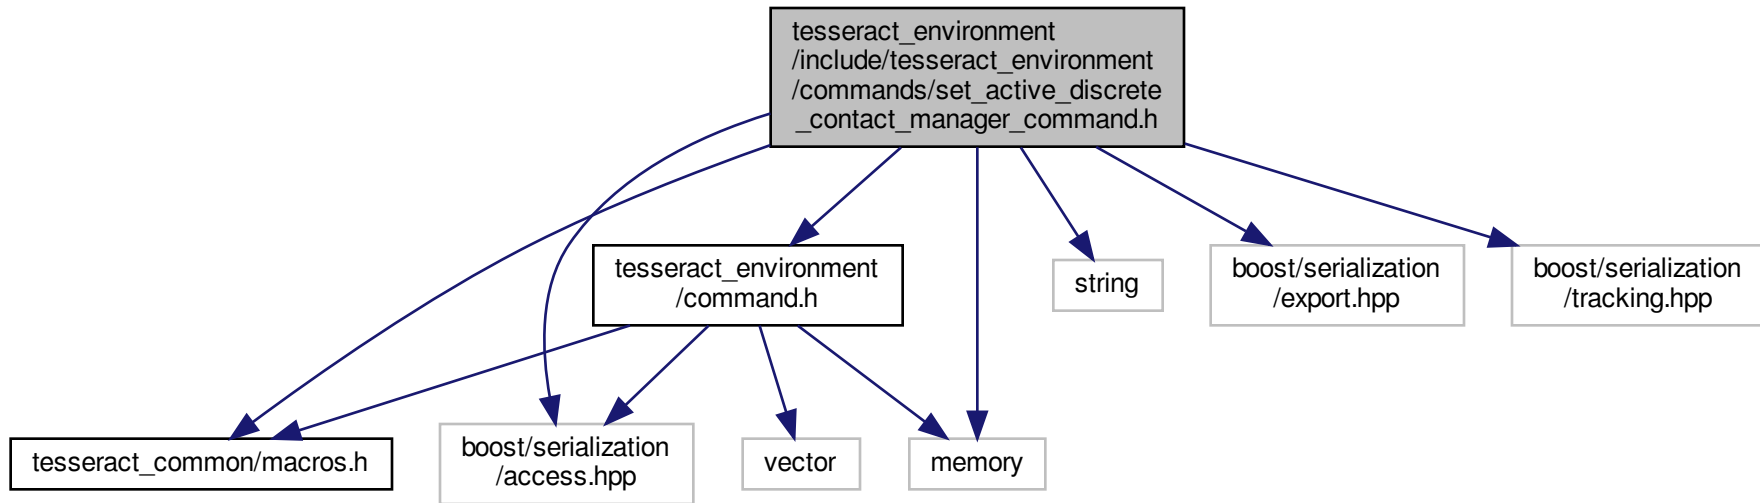 tesseract_environment
/include/tesseract_environment
/commands/set_active_discrete
_contact_manager_command.h
tesseract_environment
/command.h
string
boost/serialization
/export.hpp
boost/serialization
/tracking.hpp
tesseract_common/macros.h
boost/serialization
/access.hpp
vector
memory